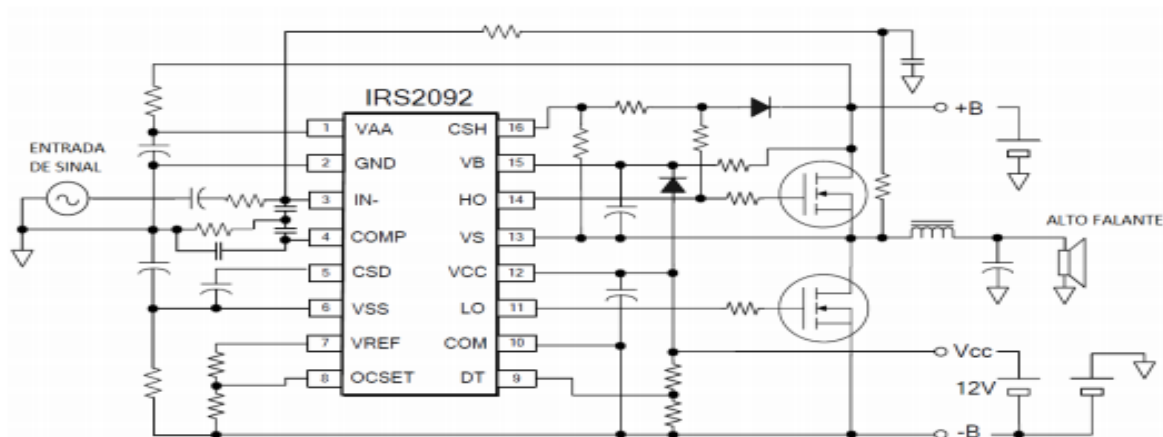 IRS2092
ENTRADA
DE SINAL
1 VAA CSH 16
2 GND VB 15
3 IN- HO 14
4 COMP VS 13
5 CSD VCC 12
6 VSS LO 11
7 VREF COM 10
8 OCSET DT 9
+B
ALTO FALANTE
Vcc
12V
-B